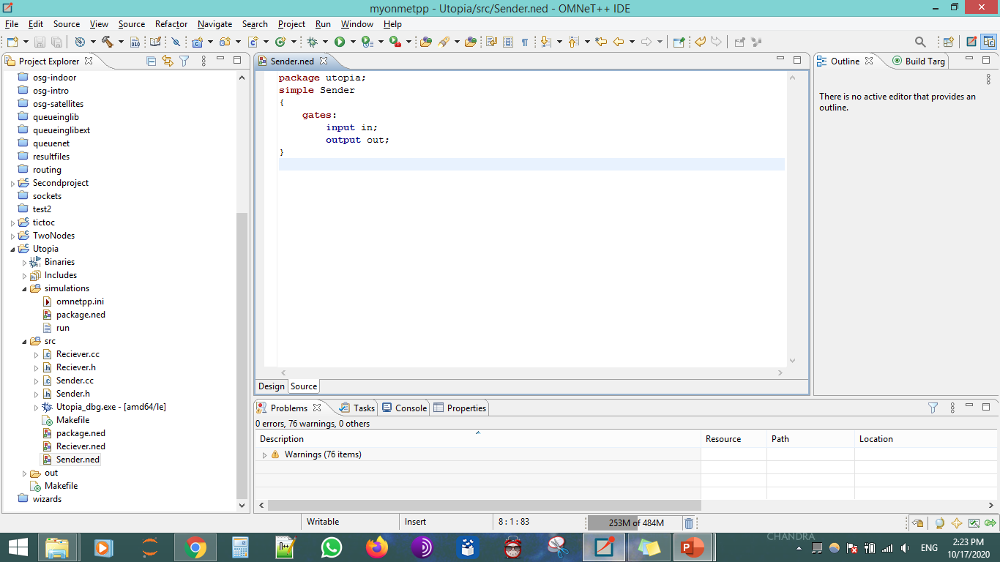 myonmetpp - Utopia/src/Sender.ned - OMNeT++ IDE
File Edit Source View Source Refactor Navigate Search Project Run Window Help
Project Explorer
osg-indoor
osg-intro
osg-satellites
queueinglib
queueinglibext
queuenet
resultfiles
routing
Secondproject
sockets
test2
tictoc
TwoNodes
Utopia
Binaries
Includes
simulations
omnetpp.ini
package.ned
run
src
Reciever.cc
Reciever.h
Sender.cc
Sender.h
Utopia_dbg.exe - [amd64/le]
Makefile
package.ned
Reciever.ned
Sender.ned
out
Makefile
wizards
Sender.ned
package utopia;
simple Sender
{
gates:
input in;
output out;
}
Design Source
Outline Build Targ
There is no active editor that provides an
outline.
Problems Tasks Console Properties
0 errors, 76 warnings, 0 others
Description Resource Path Location
Warnings (76 items)
Writable Insert 8 : 1 : 83 253M of 484M
CHANDRA
ENG
2:23 PM
10/17/2020